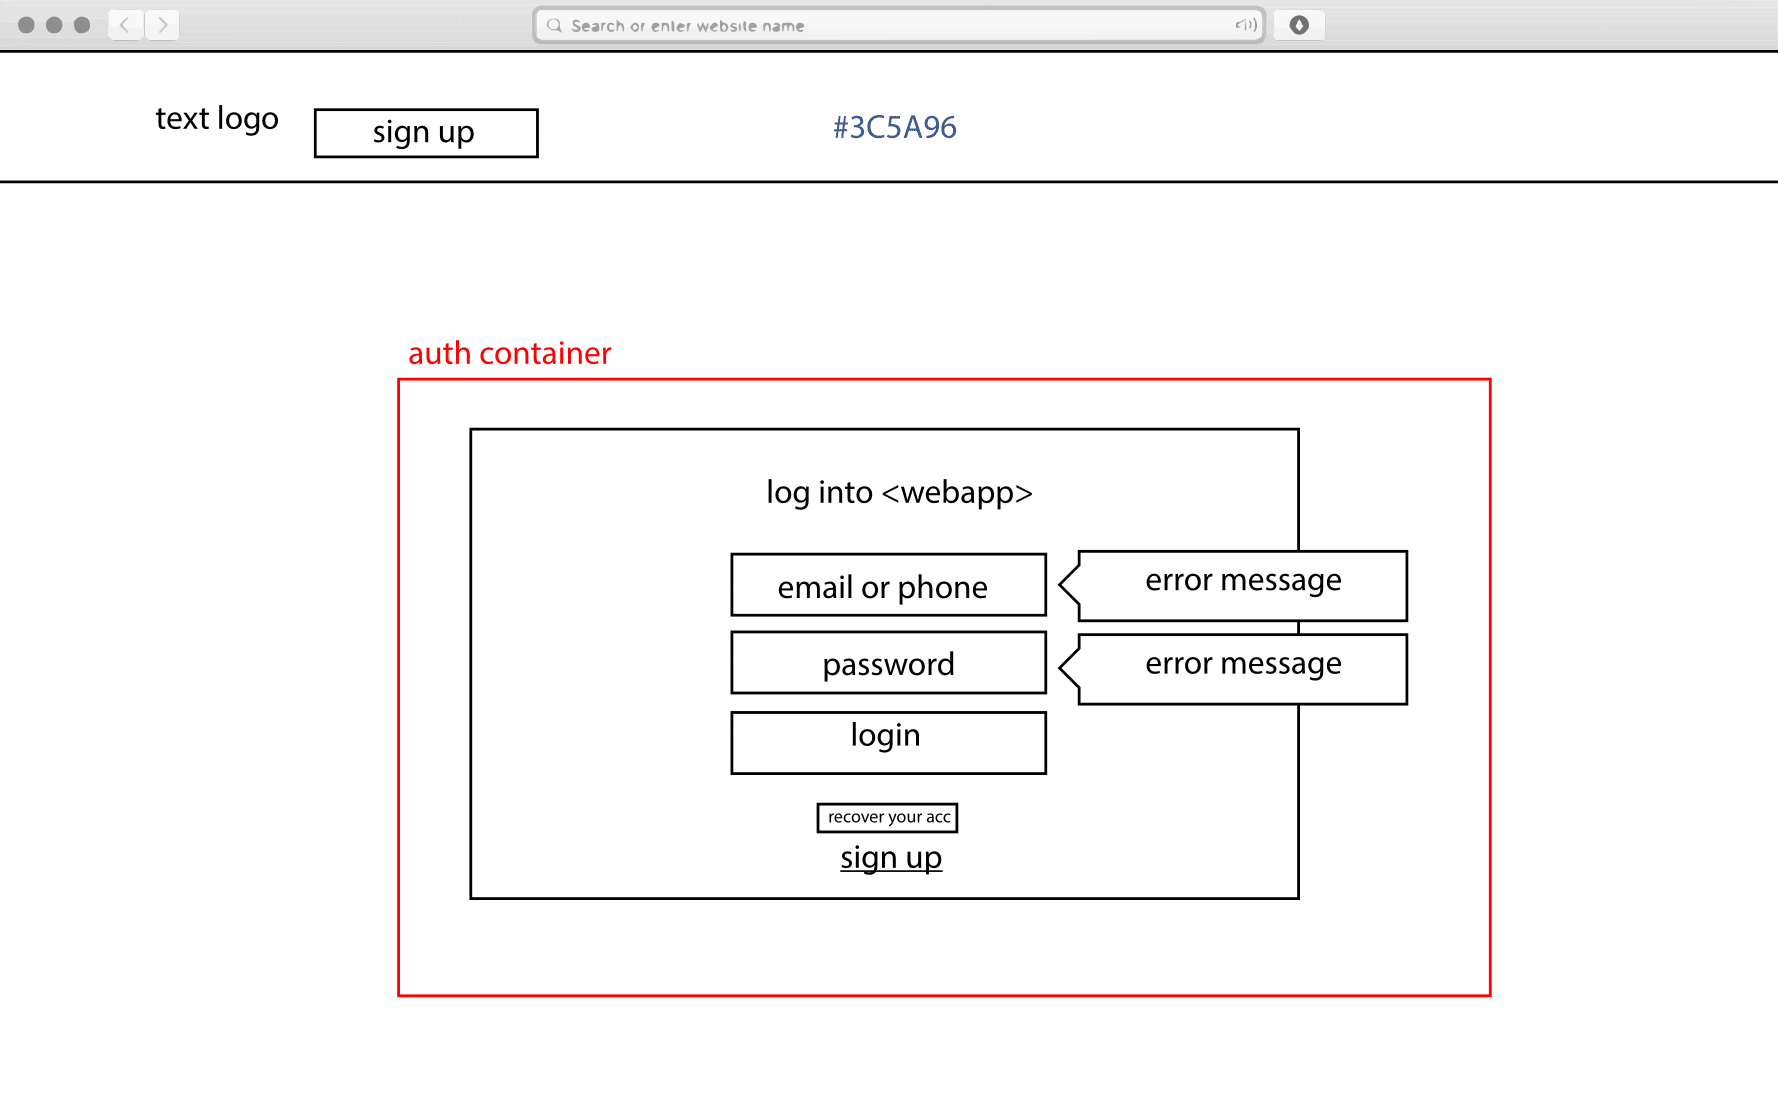 Search or enter website name
text logo
sign up
#3C5A96
auth container
log into <webapp>
email or phone
error message
password
error message
login
recover your acc
sign up